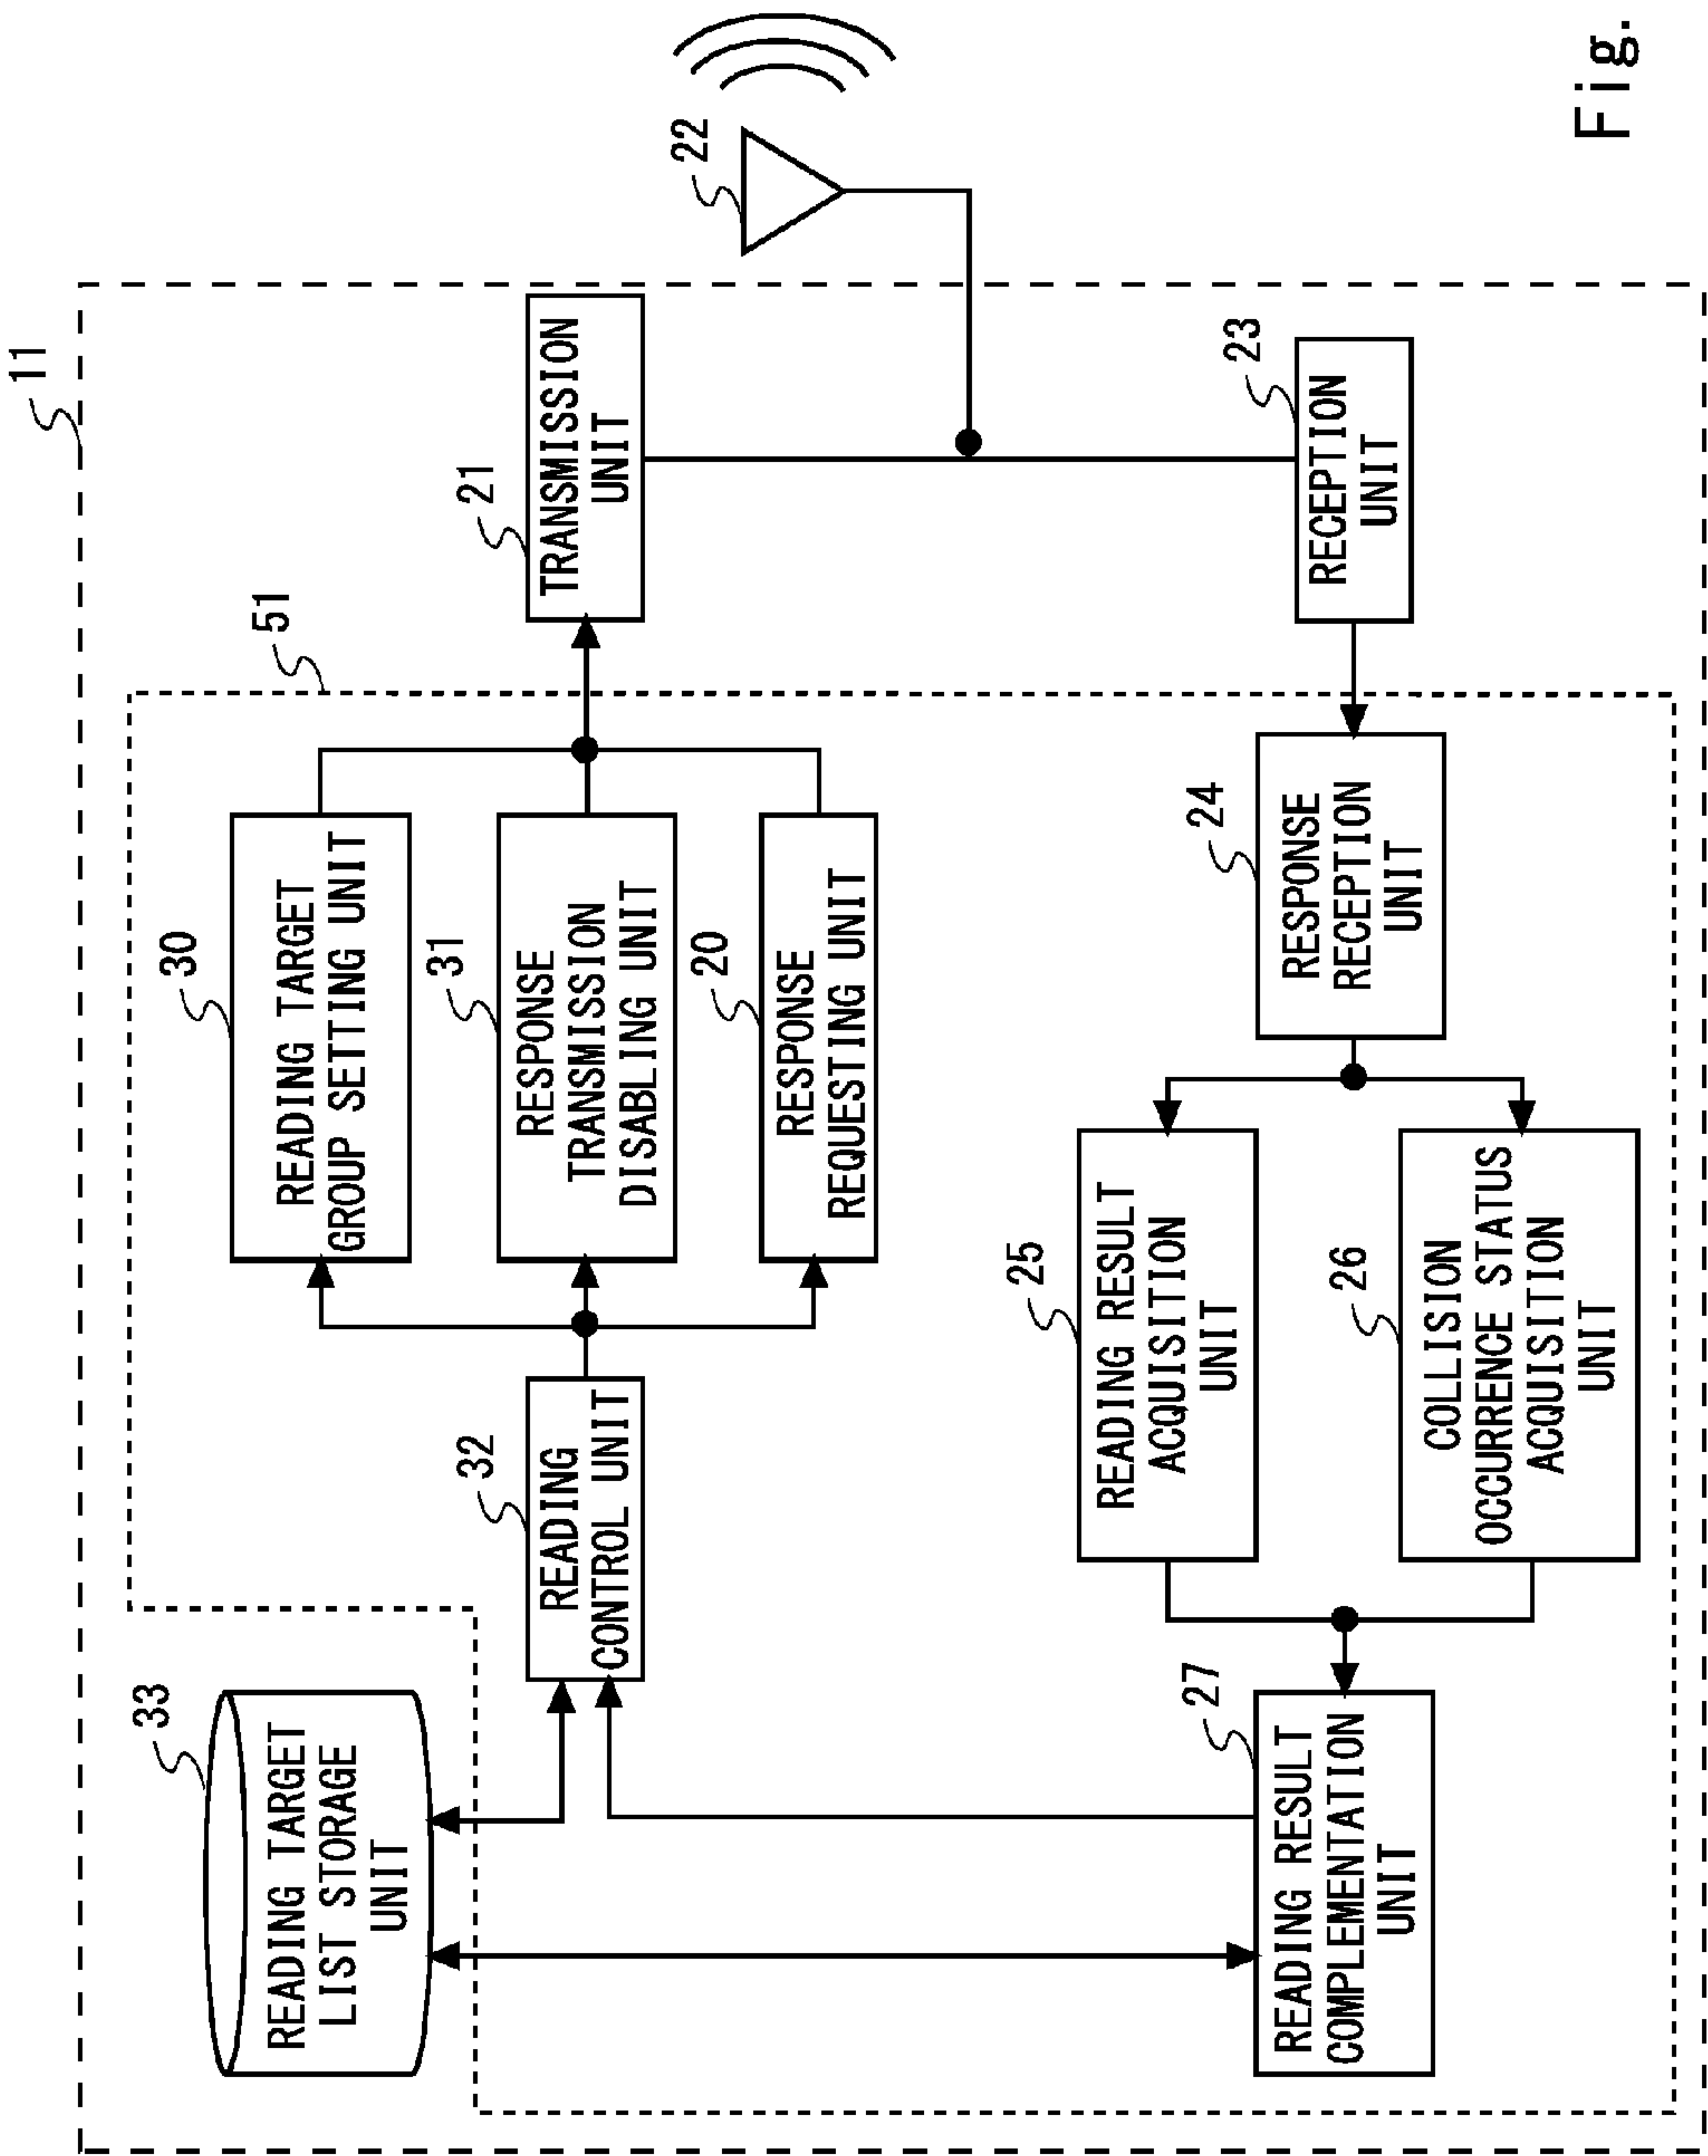 11
33
READING TARGET
LIST STORAGE
UNIT
32
READING
CONTROL UNIT
30
READING TARGET
GROUP SETTING UNIT
31
RESPONSE
TRANSMISSION
DISABLING UNIT
20
RESPONSE
REQUESTING UNIT
51
21
TRANSMISSION
UNIT
22
23
RECEPTION
UNIT
24
RESPONSE
RECEPTION
UNIT
25
READING RESULT
ACQUISITION
UNIT
26
COLLISION
OCCURRENCE STATUS
ACQUISITION
UNIT
27
READING RESULT
COMPLEMENTATION
UNIT
Fig.